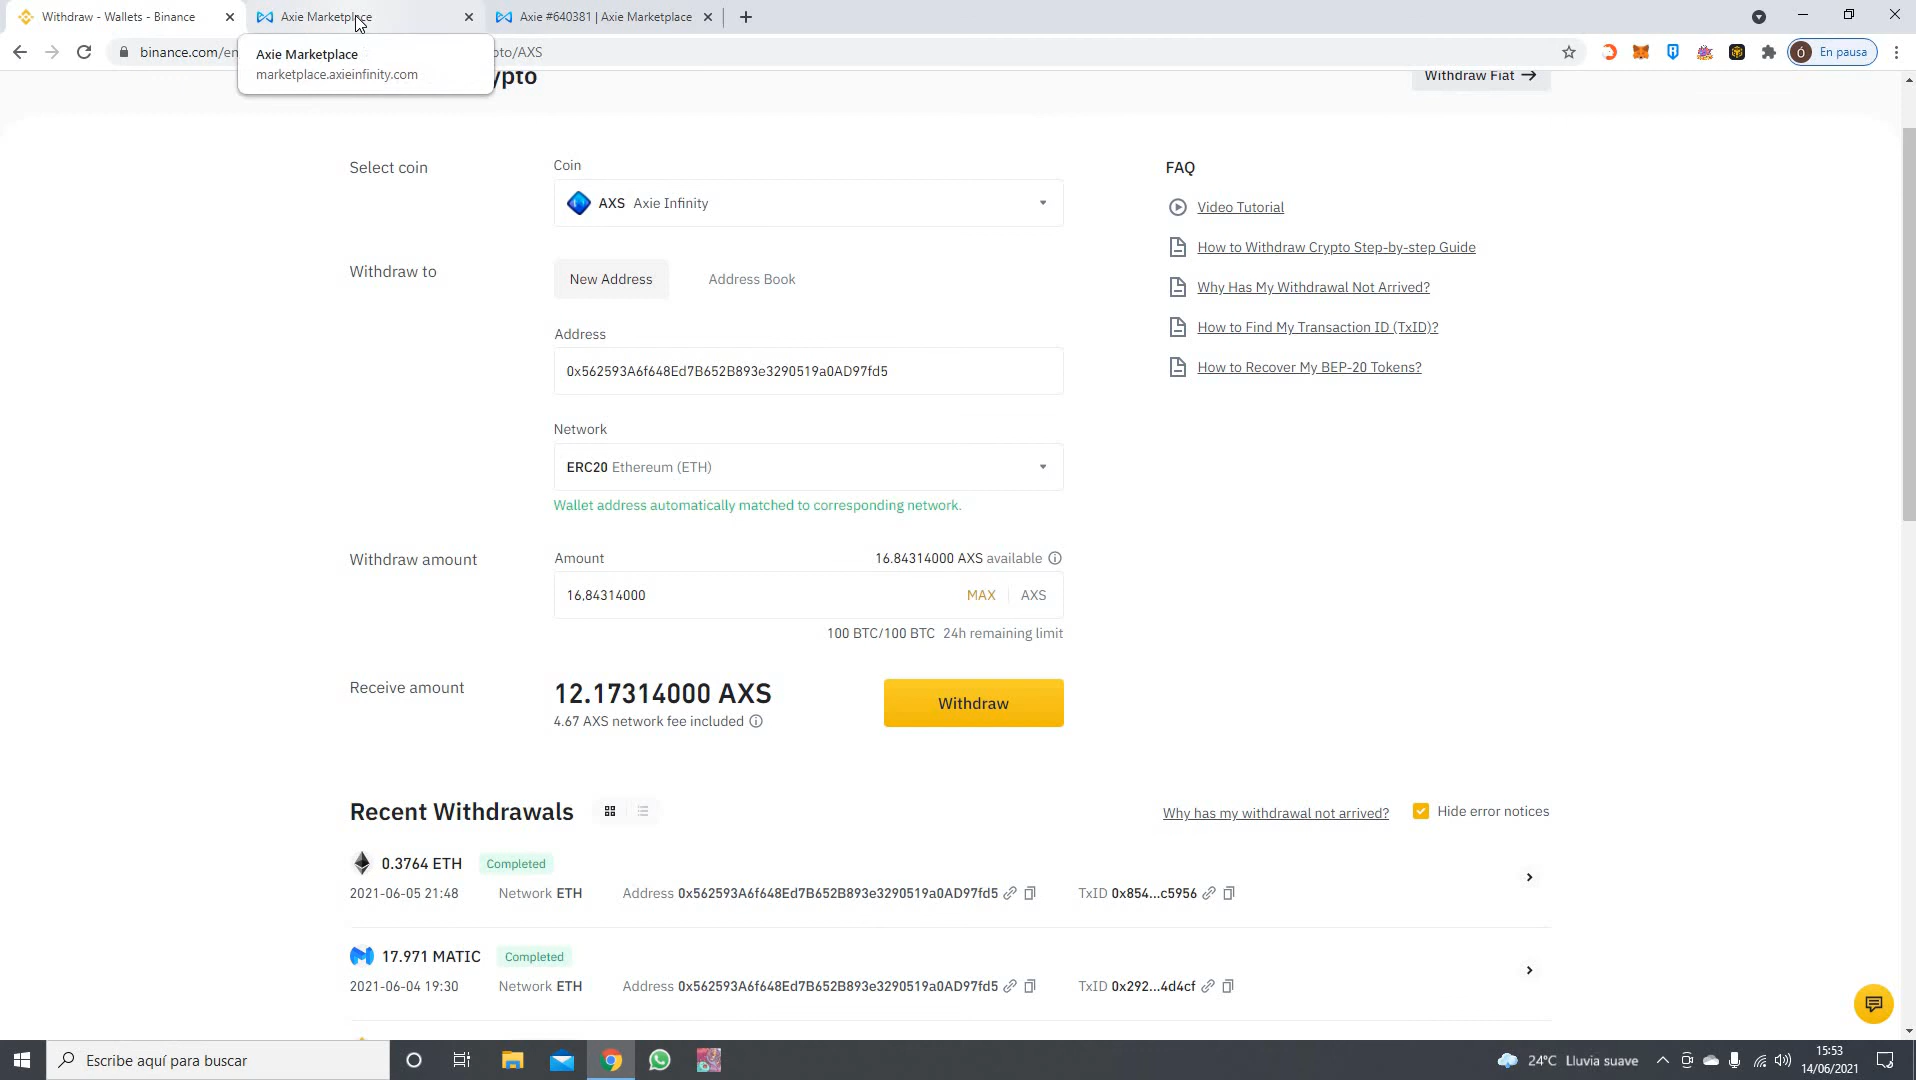 Withdraw - Wallets - Binance
Axie Marketplace
Axie #640381 | Axie Marketplace
binance.com/en
pto/AXS
En pausa
Axie Marketplace
marketplace.axieinfinity.com
ypto
Withdraw Fiat →
Select coin
Coin
AXS Axie Infinity
Withdraw to
New Address
Address Book
Address
0x562593A6f648Ed7B652B893e3290519a0AD97fd5
Network
ERC20 Ethereum (ETH)
Wallet address automatically matched to corresponding network.
Withdraw amount
Amount
16.84314000 AXS available
16,84314000
MAX
AXS
100 BTC/100 BTC 24h remaining limit
Receive amount
12.17314000 AXS
4.67 AXS network fee included
Withdraw
FAQ
Video Tutorial
How to Withdraw Crypto Step-by-step Guide
Why Has My Withdrawal Not Arrived?
How to Find My Transaction ID (TxID)?
How to Recover My BEP-20 Tokens?
Recent Withdrawals
Why has my withdrawal not arrived?
Hide error notices
0.3764 ETH Completed
2021-06-05 21:48 Network ETH Address 0x562593A6f648Ed7B652B893e3290519a0AD97fd5 TxID 0x854...c5956
17.971 MATIC Completed
2021-06-04 19:30 Network ETH Address 0x562593A6f648Ed7B652B893e3290519a0AD97fd5 TxID 0x292...4d4cf
Escribe aquí para buscar
24°C Lluvia suave
15:53
14/06/2021